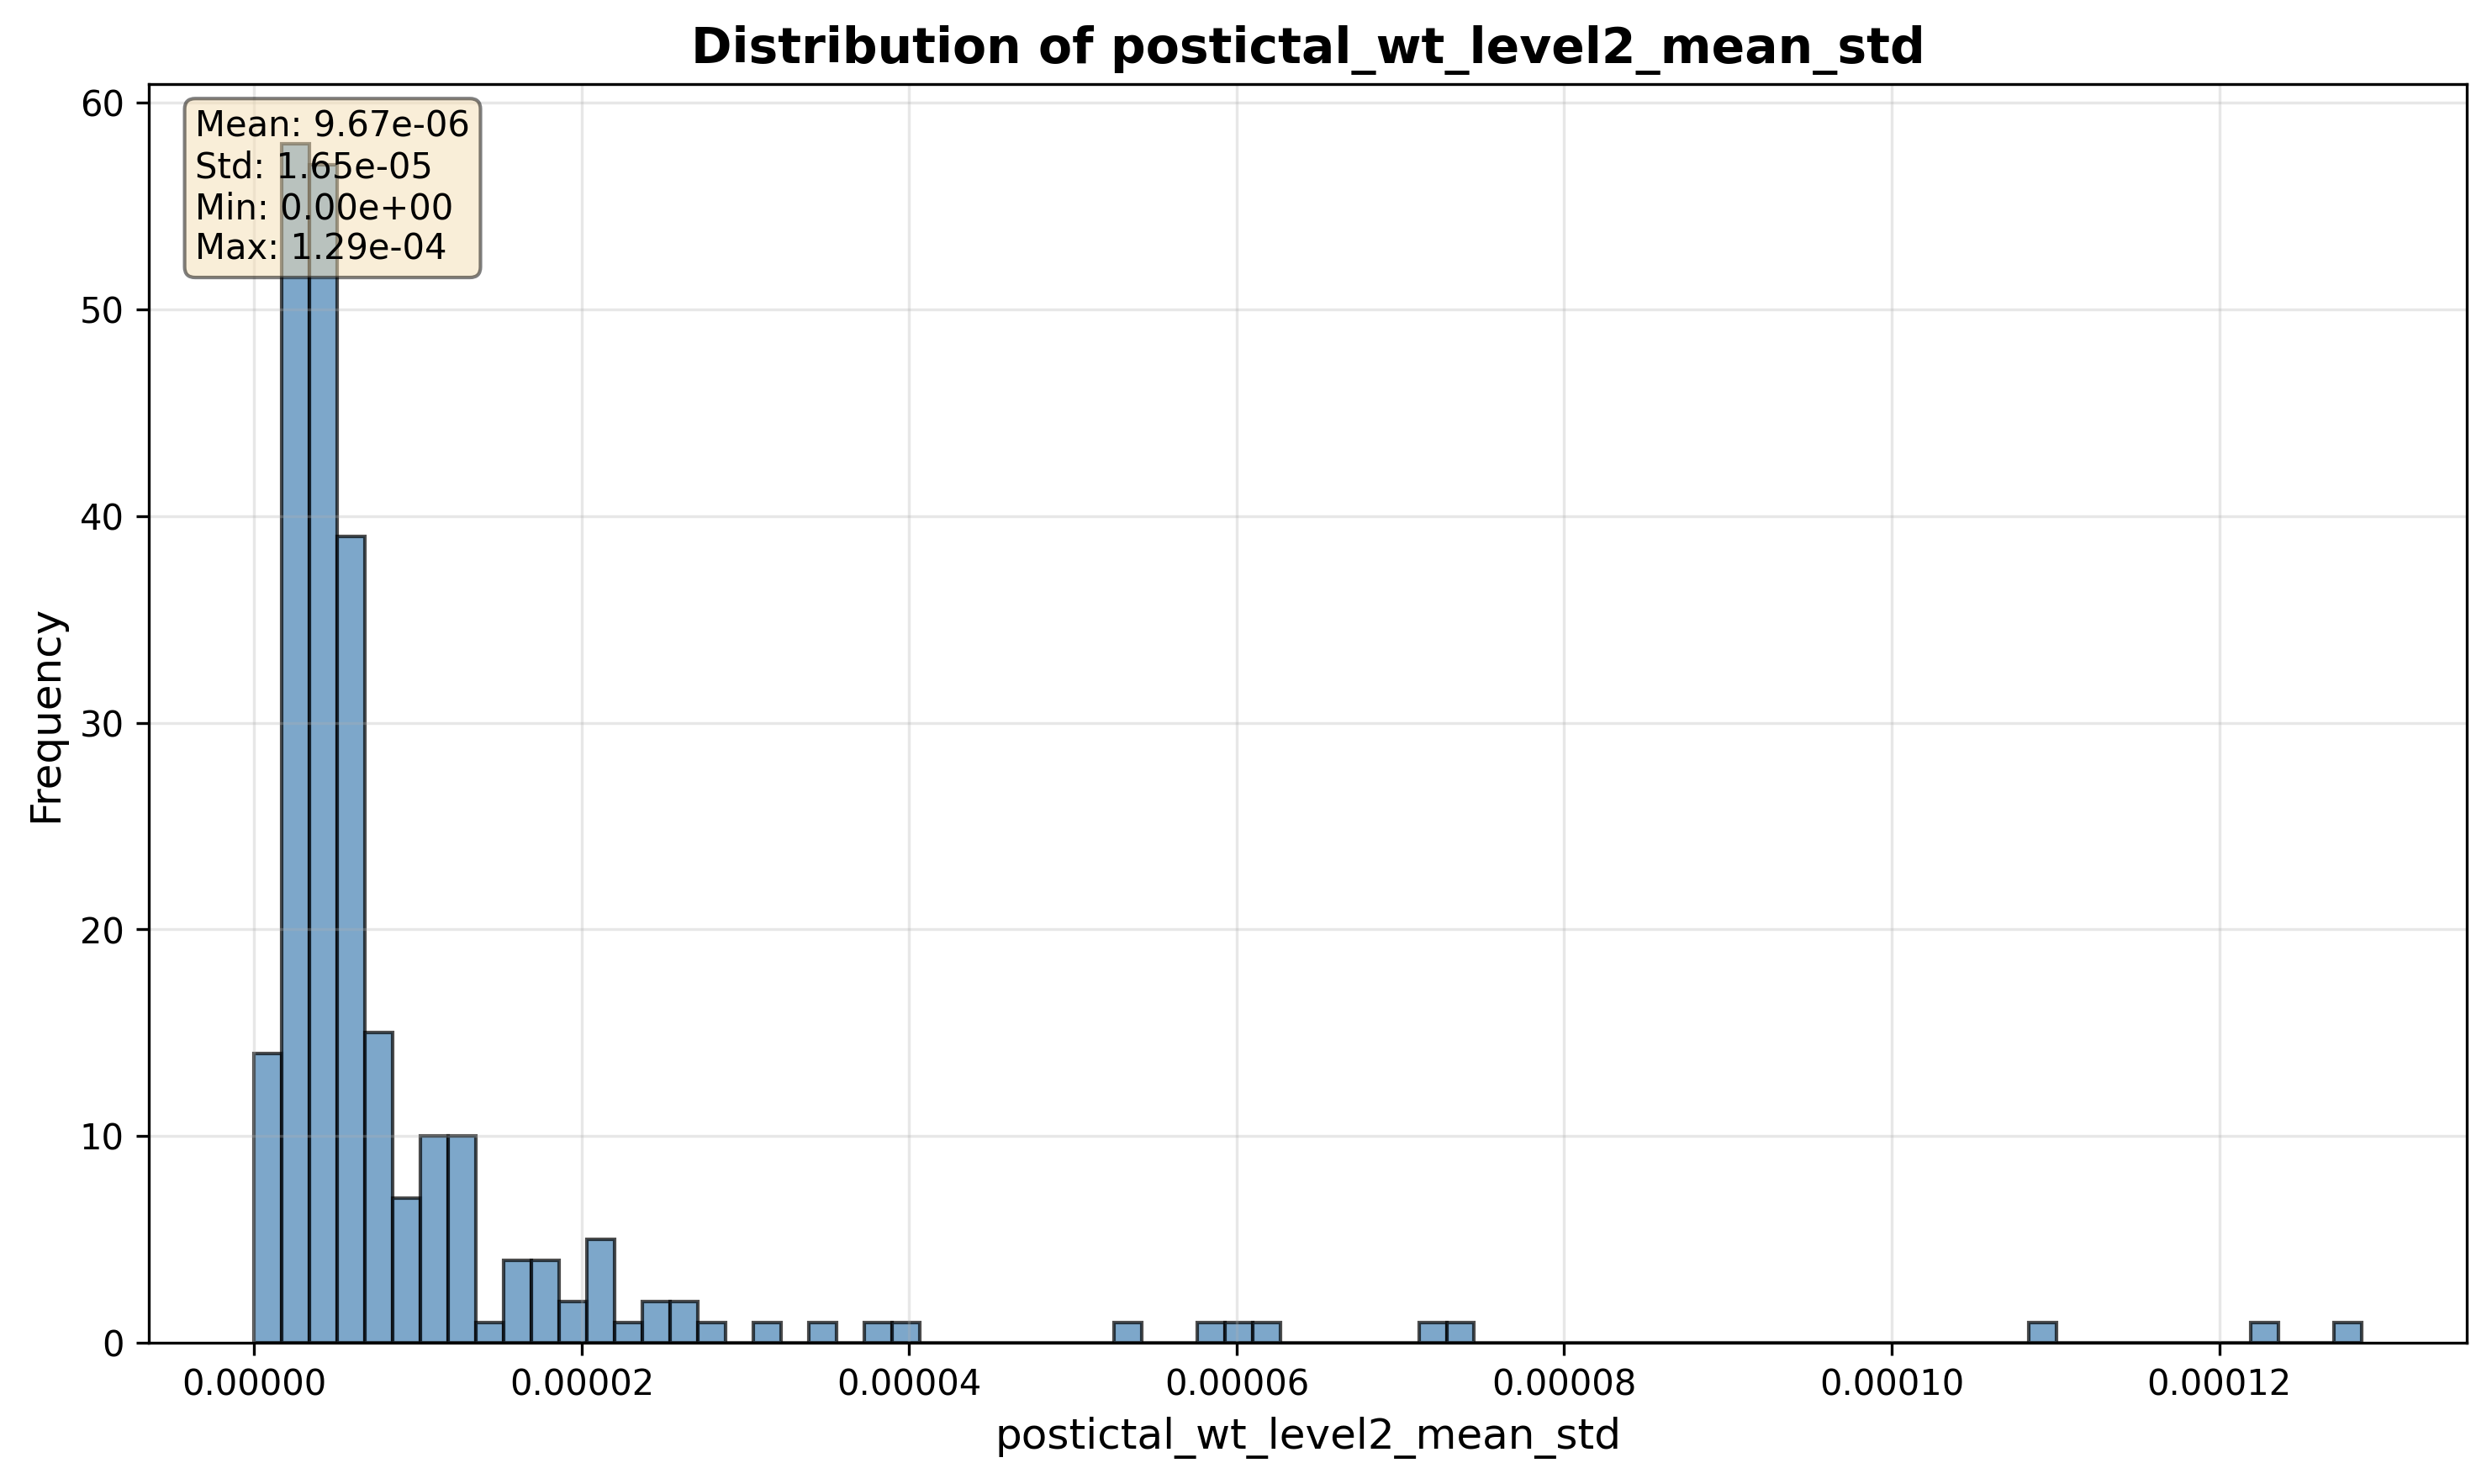 Distribution of postictal_wt_level2_mean_std
Mean: 9.67e-06
Std: 1.65e-05
Min: 0.00e+00
Max: 1.29e-04
60
50
40
30
20
10
0
Frequency
0.00000 0.00002 0.00004 0.00006 0.00008 0.00010 0.00012
postictal_wt_level2_mean_std